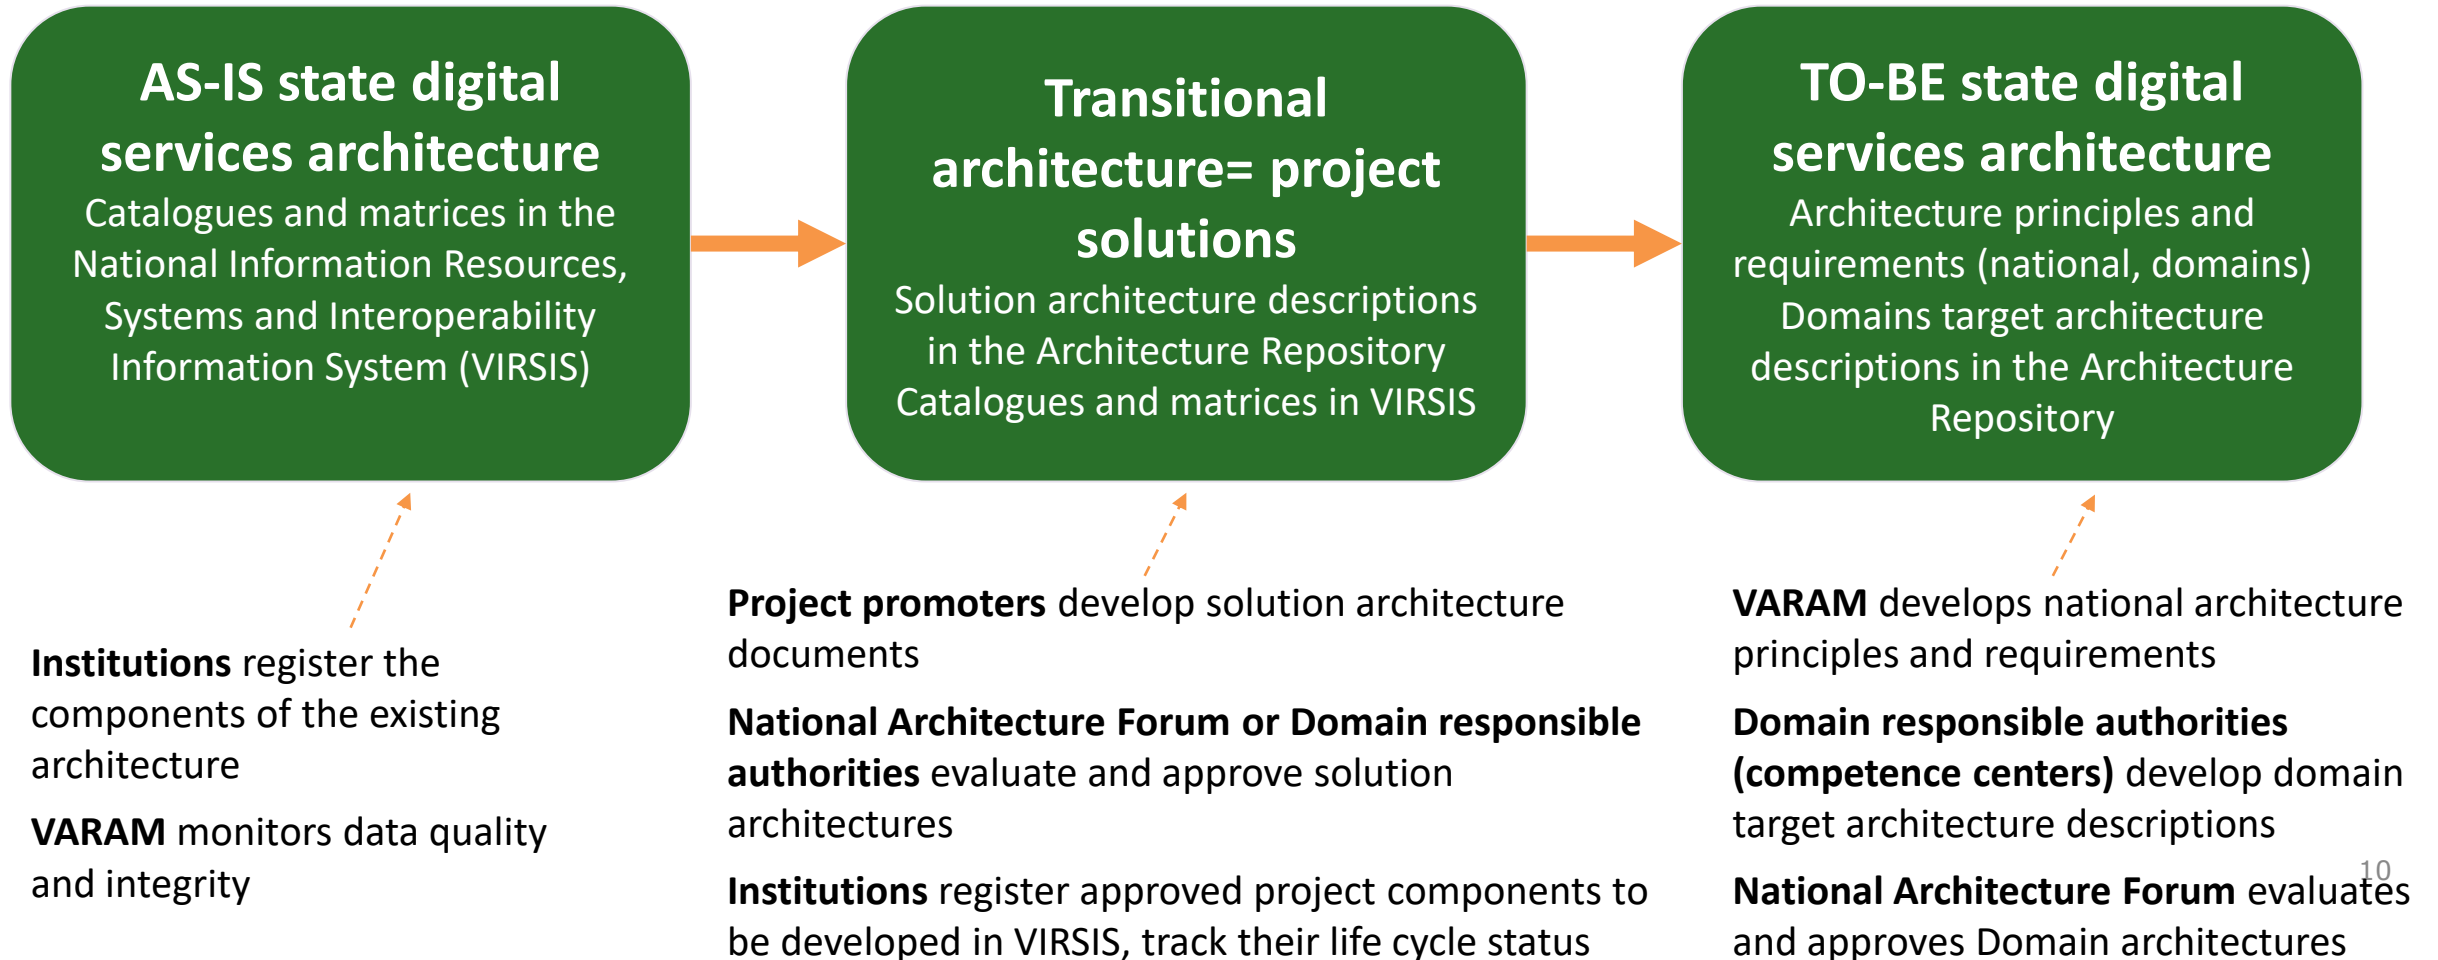 AS-IS state digital
services architecture
Catalogues and matrices in the
National Information Resources,
Systems and Interoperability
Information System (VIRSIS)
Transitional
architecture= project
solutions
Solution architecture descriptions
in the Architecture Repository
Catalogues and matrices in VIRSIS
TO-BE state digital
services architecture
Architecture principles and
requirements (national, domains)
Domains target architecture
descriptions in the Architecture
Repository
Institutions register the
components of the existing
architecture
VARAM monitors data quality
and integrity
Project promoters develop solution architecture
documents
National Architecture Forum or Domain responsible
authorities evaluate and approve solution
architectures
Institutions register approved project components to
be developed in VIRSIS, track their life cycle status
VARAM develops national architecture
principles and requirements
Domain responsible authorities
(competence centers) develop domain
target architecture descriptions
National Architecture Forum evaluates
and approves Domain architectures
10